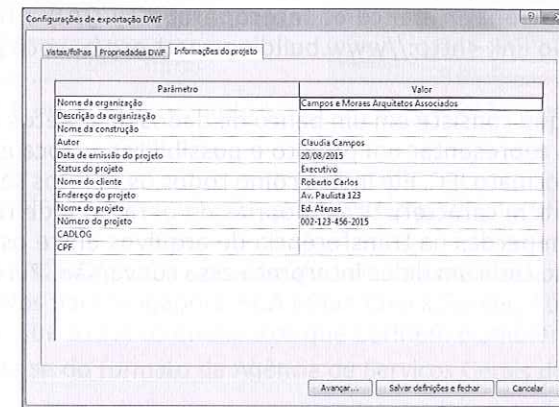 Configurações de exportação DWF
Vistas/folhas Propriedades DWF Informações do projeto
Parâmetro Valor
Nome da organização Campos e Moraes Arquitetos Associados
Descrição da organização
Nome da construção
Autor Claudia Campos
Data de emissão do projeto 20/08/2015
Status do projeto Executivo
Nome do cliente Roberto Carlos
Endereço do projeto Av. Paulista 123
Nome do projeto Ed. Atenas
Número do projeto 002-123-456-2015
CADLOG
CPF
Avançar... Salvar definições e fechar Cancelar